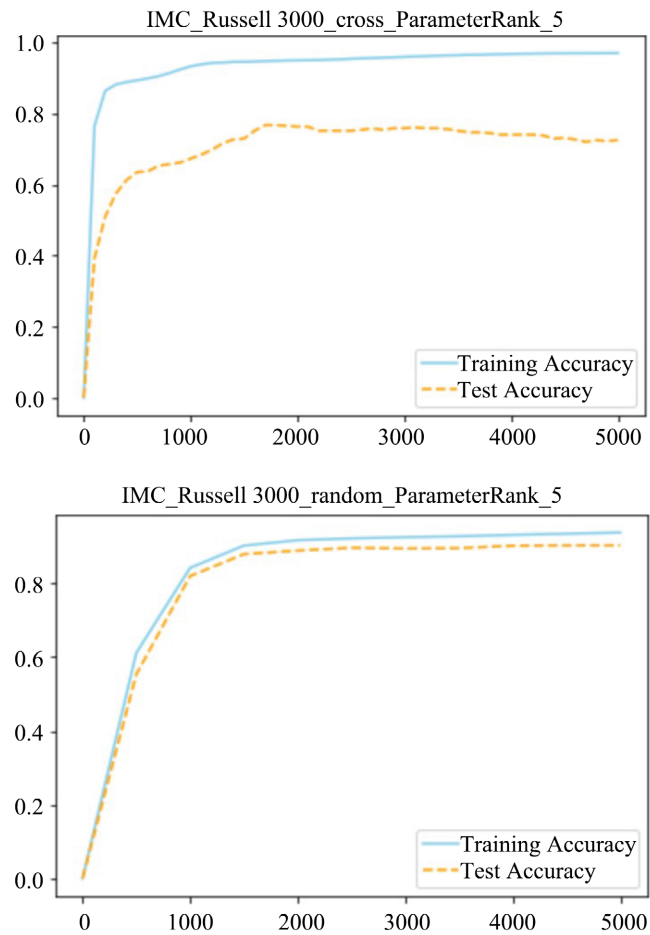 IMC_Russell 3000_cross_ParameterRank_5
1.0
0.8
0.6
0.4
0.2
0.0
Training Accuracy
Test Accuracy
0 1000 2000 3000 4000 5000
IMC_Russell 3000_random_ParameterRank_5
0.8
0.6
0.4
0.2
0.0
Training Accuracy
Test Accuracy
0 1000 2000 3000 4000 5000